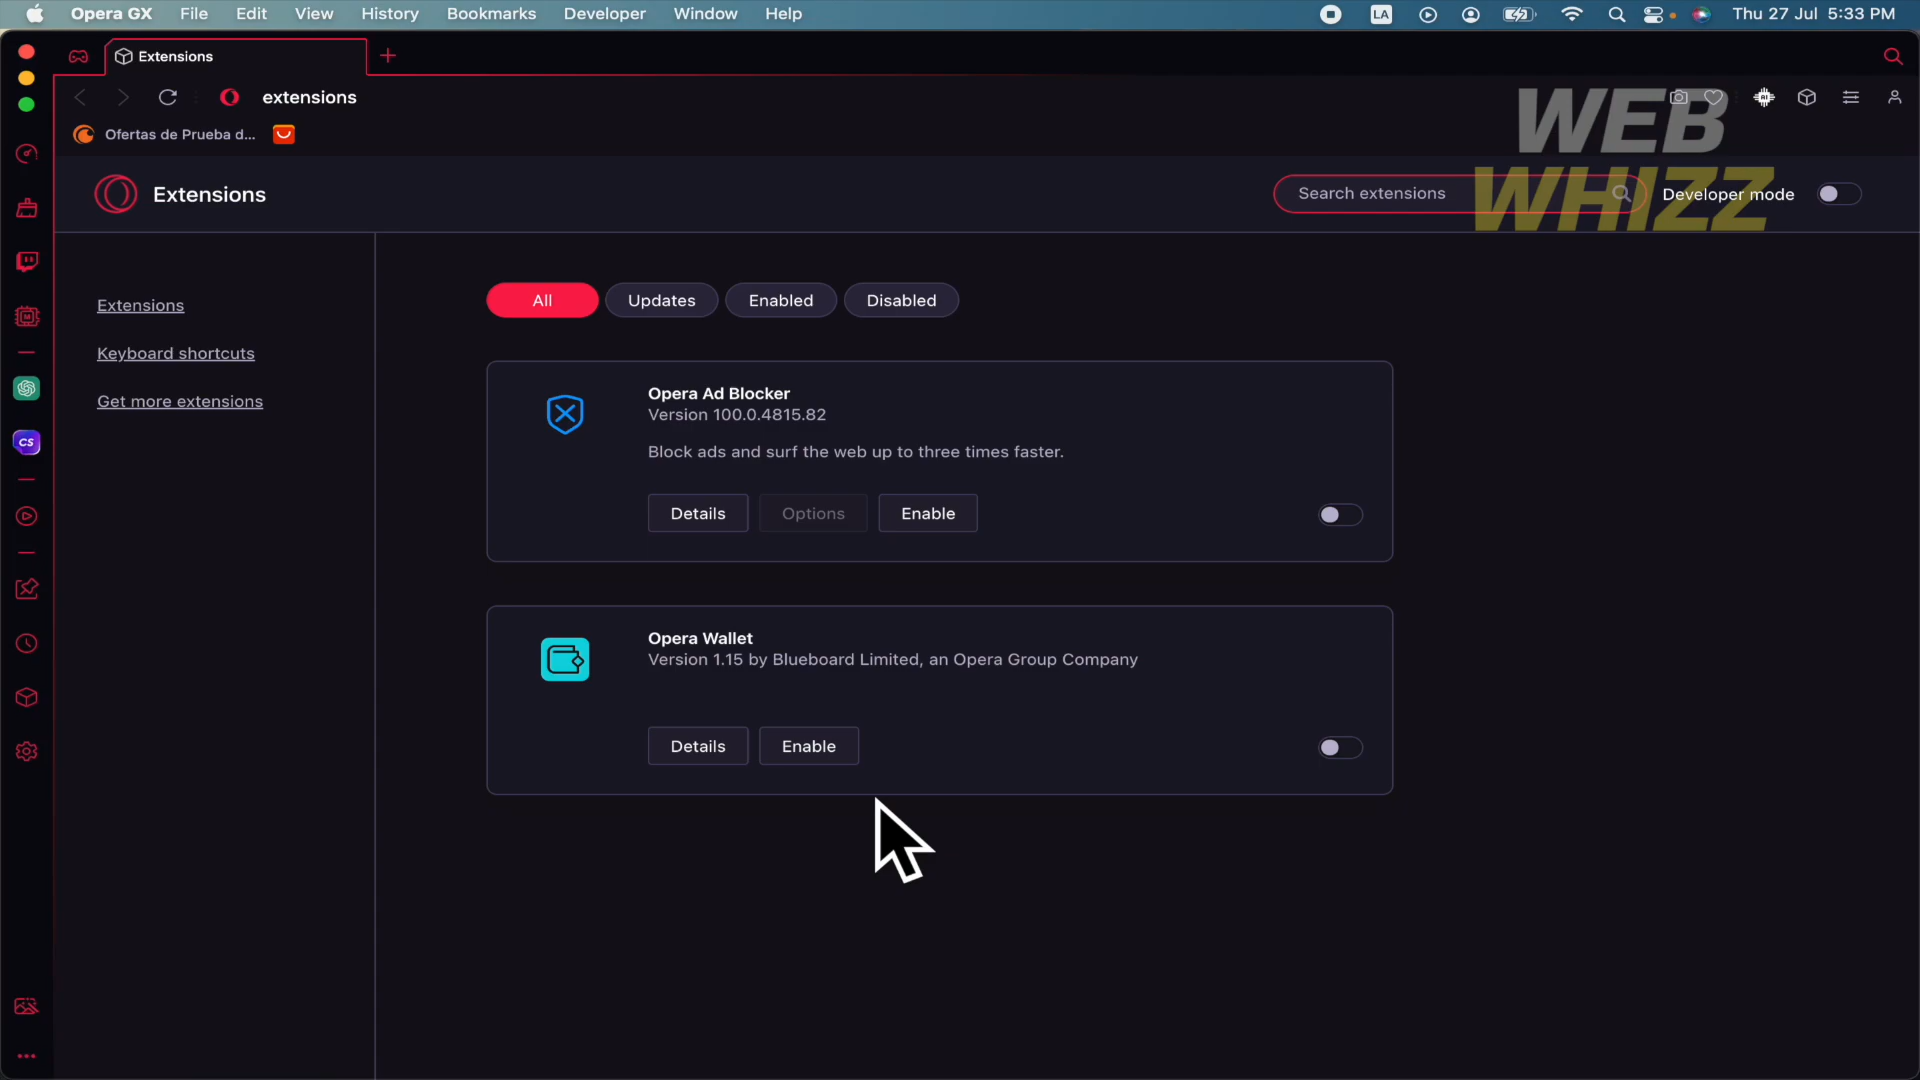 Opera GX File Edit View History Bookmarks Developer Window Help LA Thu 27 Jul 5:33 PM
Extensions
extensions
Ofertas de Prueba d...
WEB
WHIZZ
Extensions Search extensions Developer mode
Extensions
Keyboard shortcuts
Get more extensions
All Updates Enabled Disabled
Opera Ad Blocker
Version 100.0.4815.82
Block ads and surf the web up to three times faster.
Details Options Enable
Opera Wallet
Version 1.15 by Blueboard Limited, an Opera Group Company
Details Enable
CS